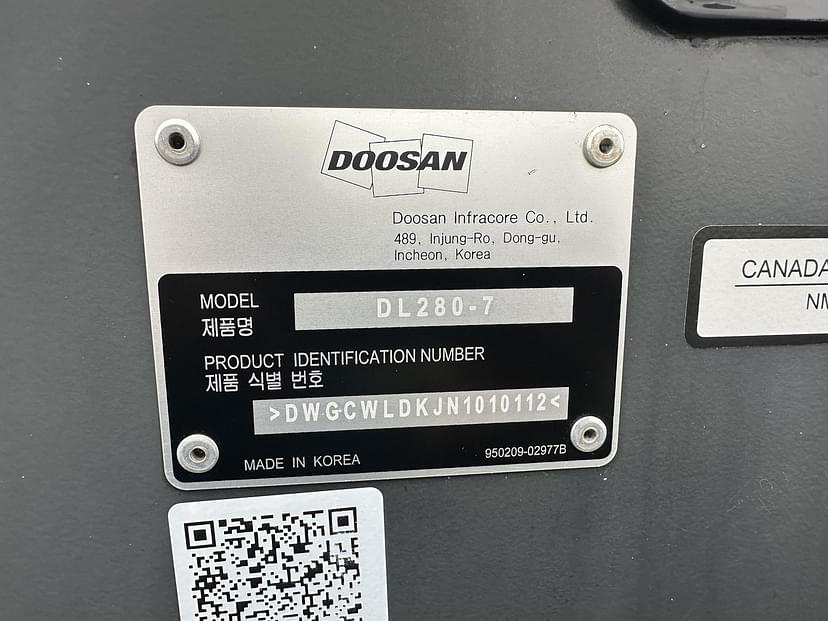 DOOSAN
Doosan Infracore Co., Ltd.
489, Injung-Ro, Dong-gu,
Incheon, Korea
MODEL
제품명
DL280-7
PRODUCT IDENTIFICATION NUMBER
제품 식별 번호
>DWGCWLDKJN1010112<
MADE IN KOREA
950209-02977B
CANADA
NM